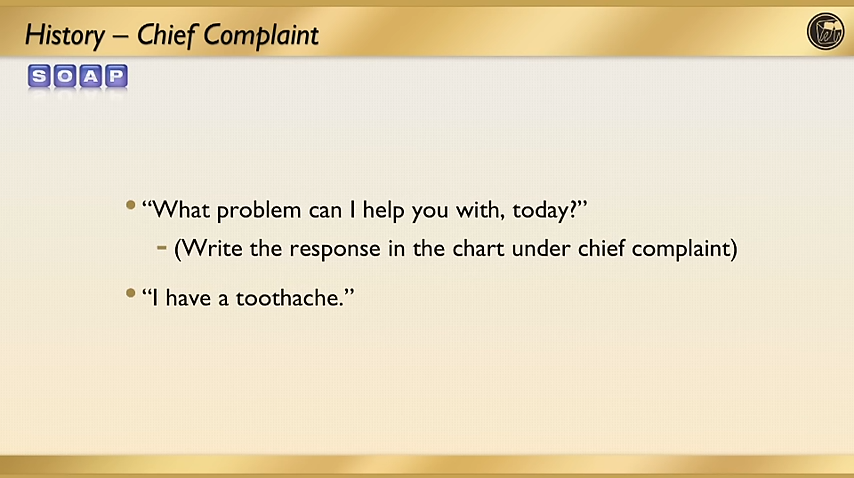 History – Chief Complaint
SOAP
• “What problem can I help you with, today?”
– (Write the response in the chart under chief complaint)
• “I have a toothache.”